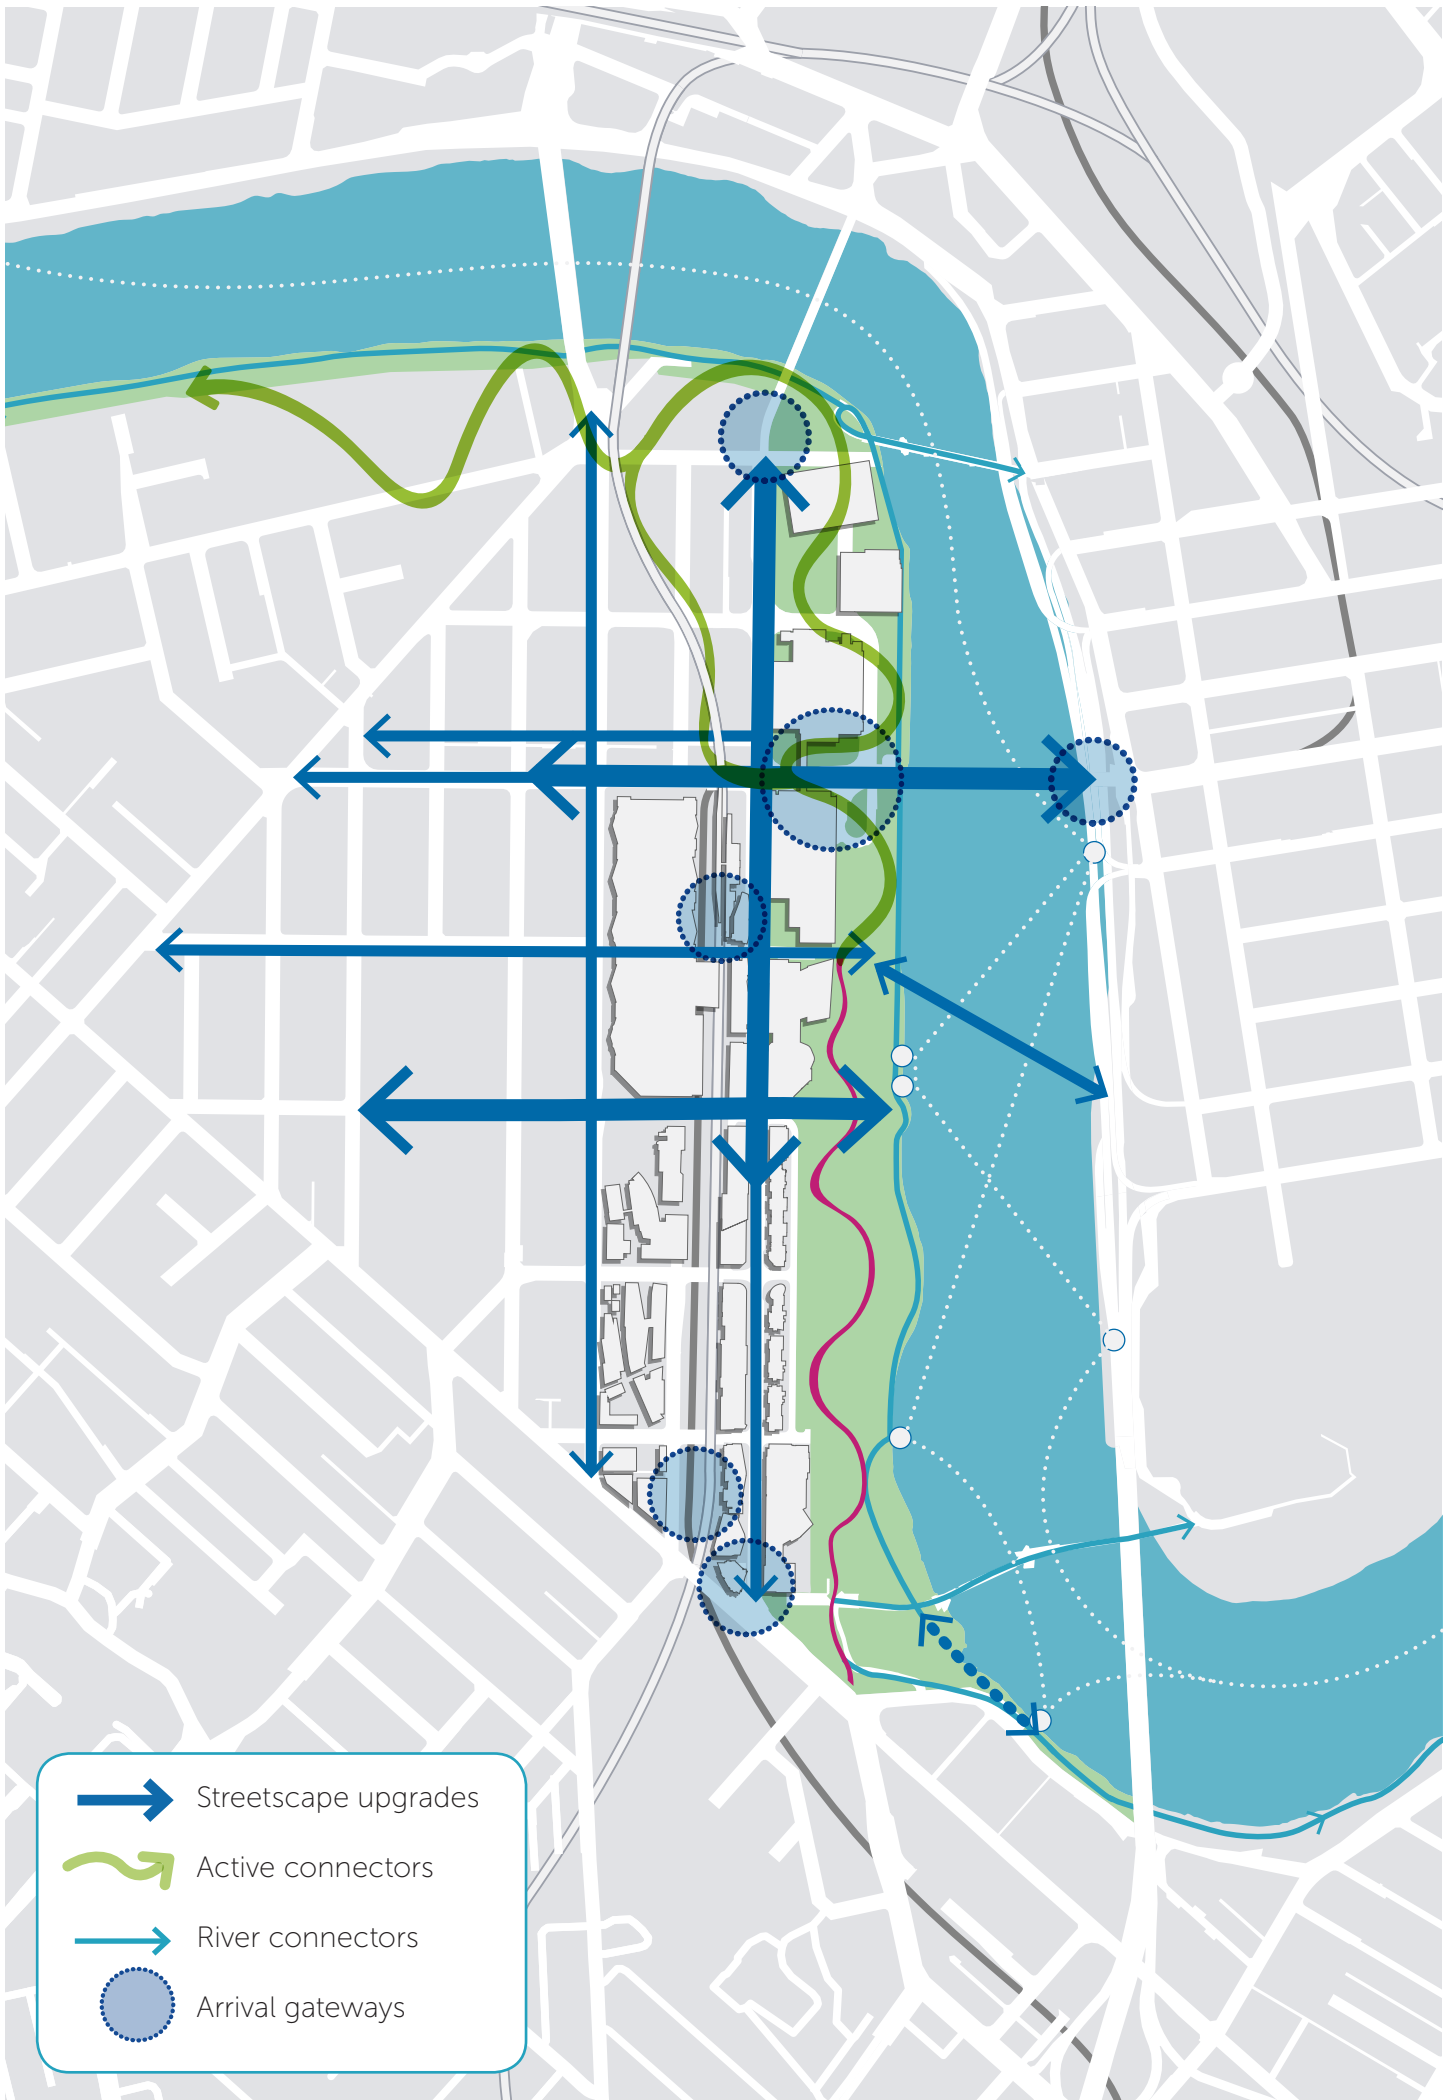 Streetscape upgrades
Active connectors
River connectors
Arrival gateways